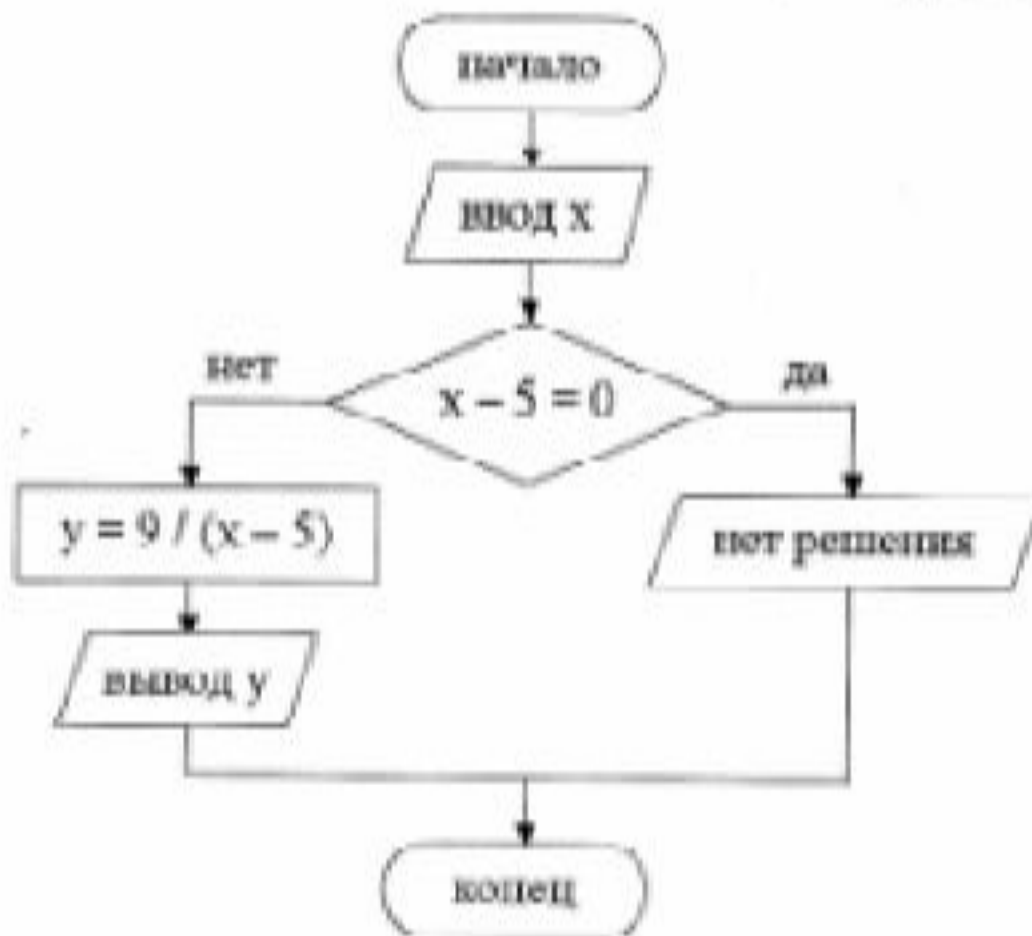 начало
ввод x
нет
x – 5 = 0
да
y = 9 / (x – 5)
нет решения
вывод y
конец